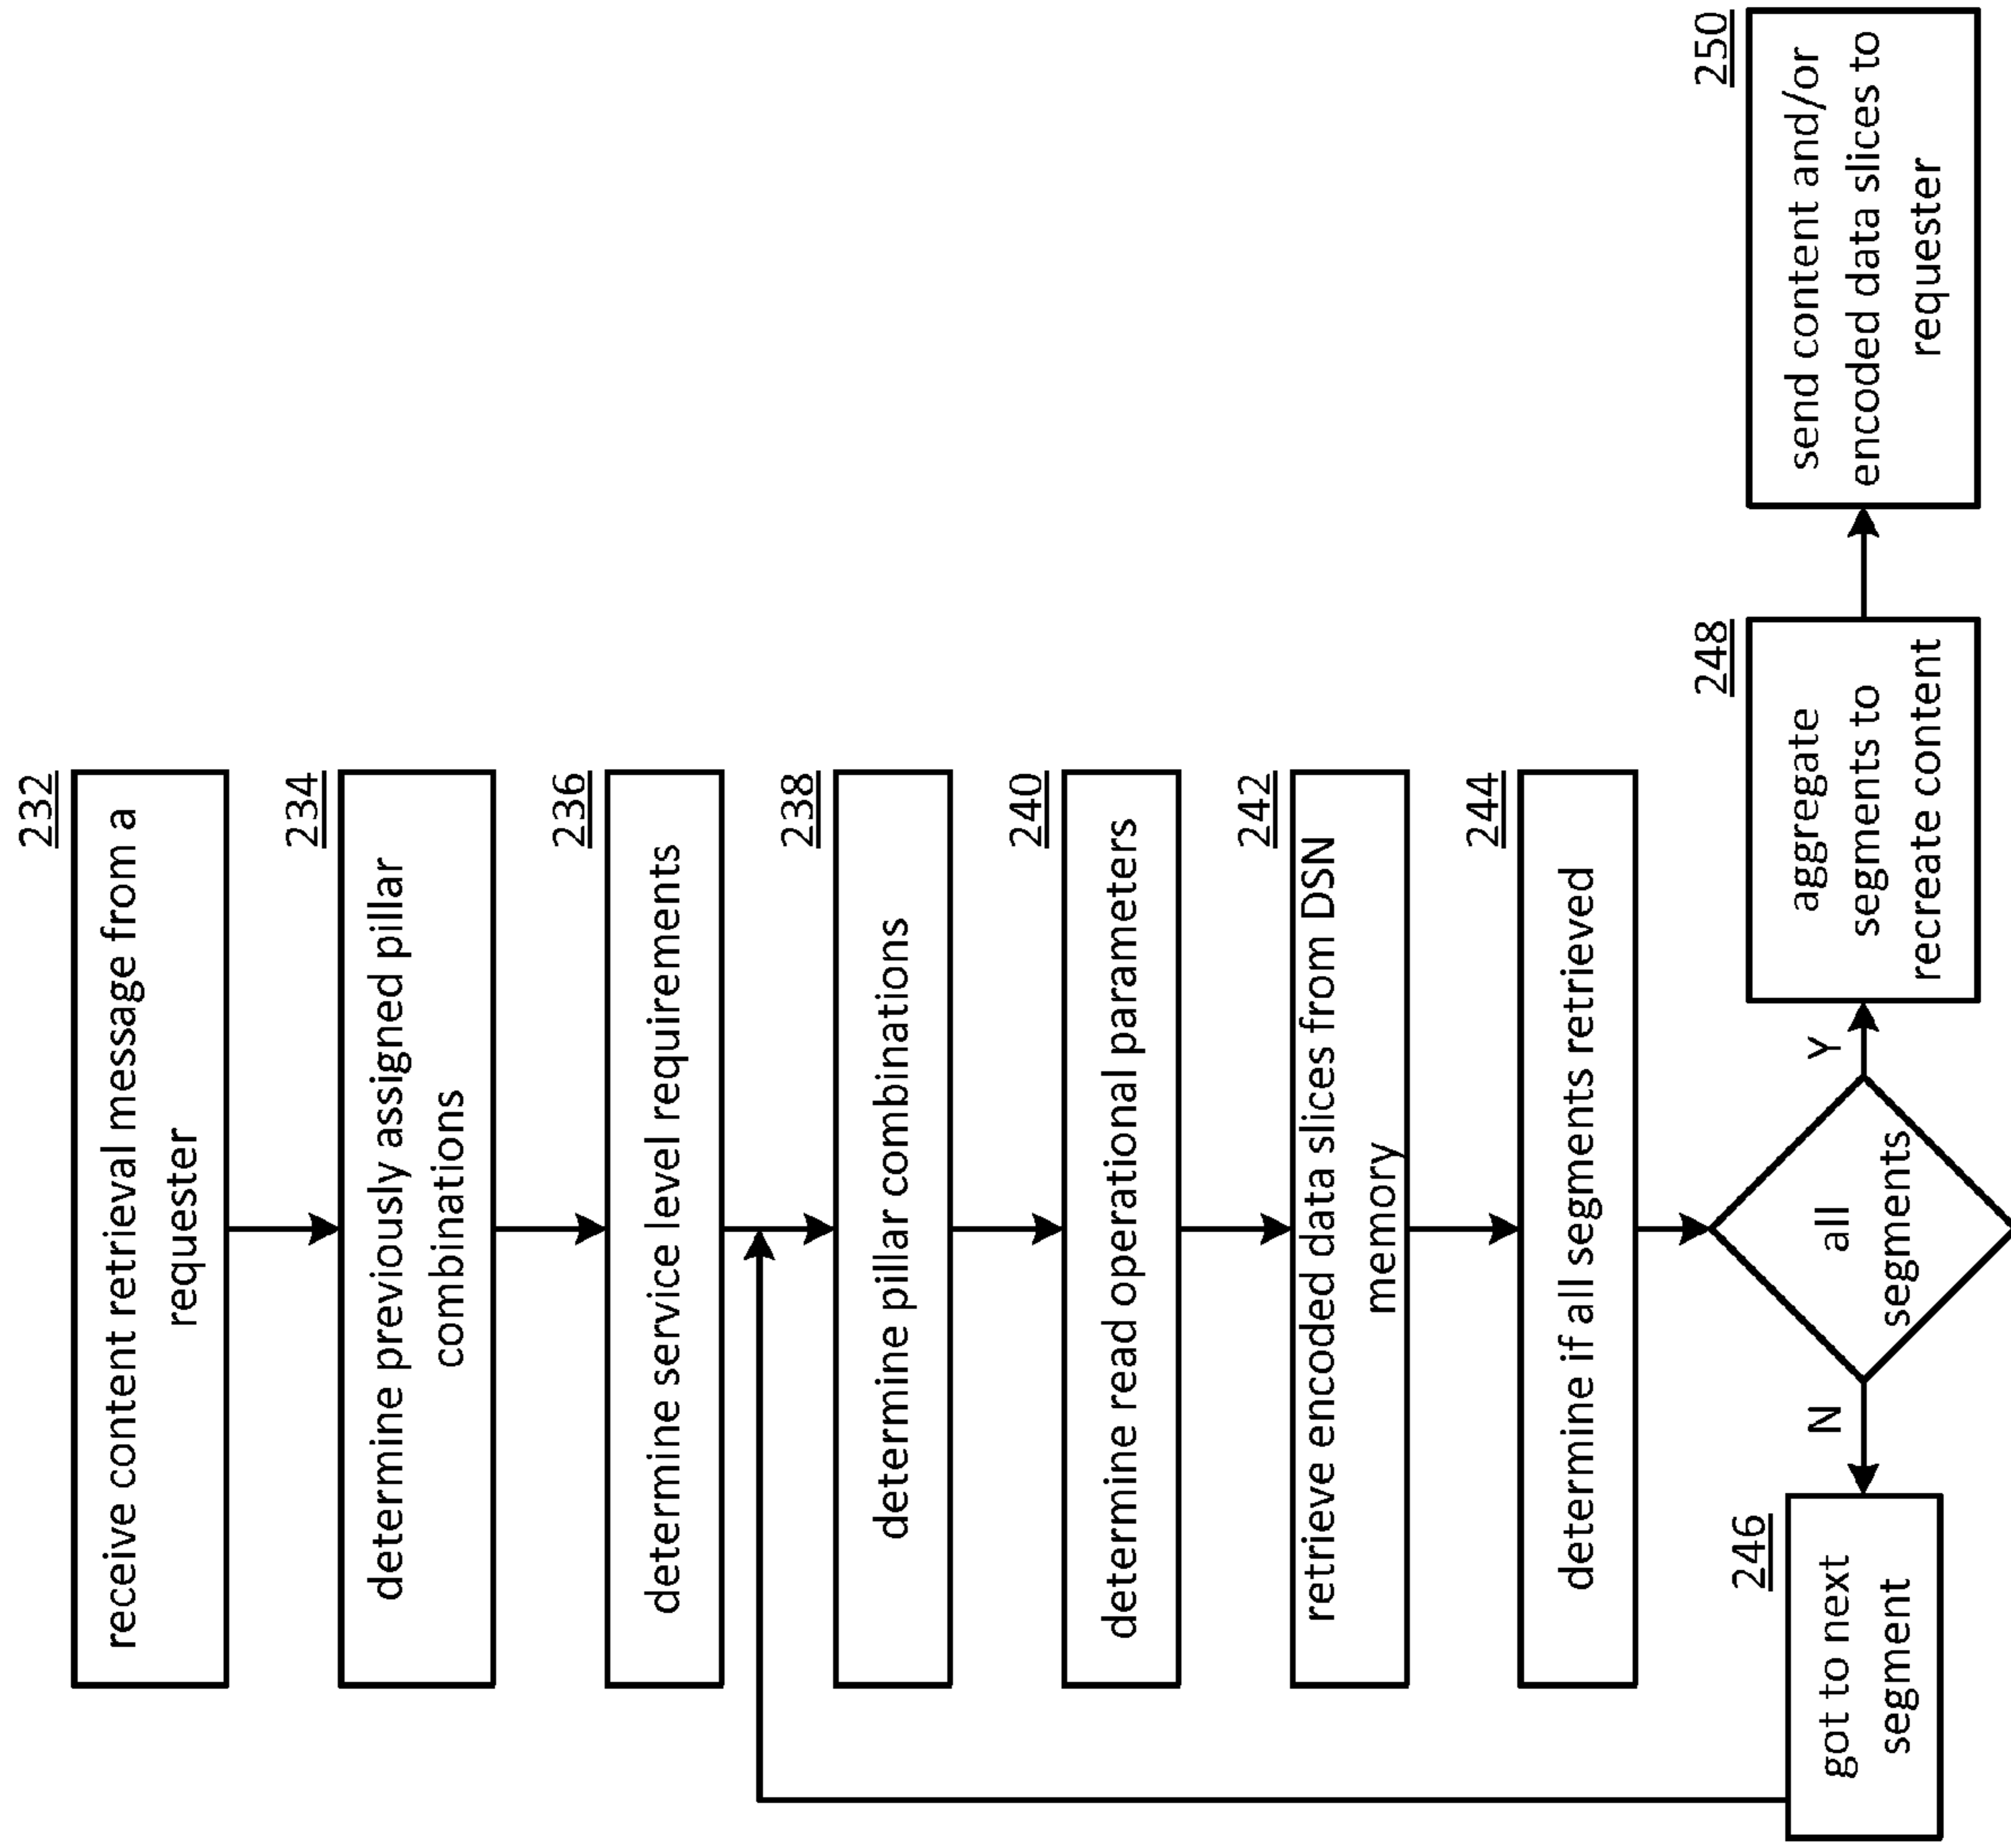 232
receive content retrieval message from a
requester
234
determine previously assigned pillar
combinations
236
determine service level requirements
238
determine pillar combinations
240
determine read operational parameters
242
retrieve encoded data slices from DSN
memory
244
determine if all segments retrieved
all
segments
N
Y
246
got to next
segment
248
aggregate
segments to
recreate content
250
send content and/or
encoded data slices to
requester